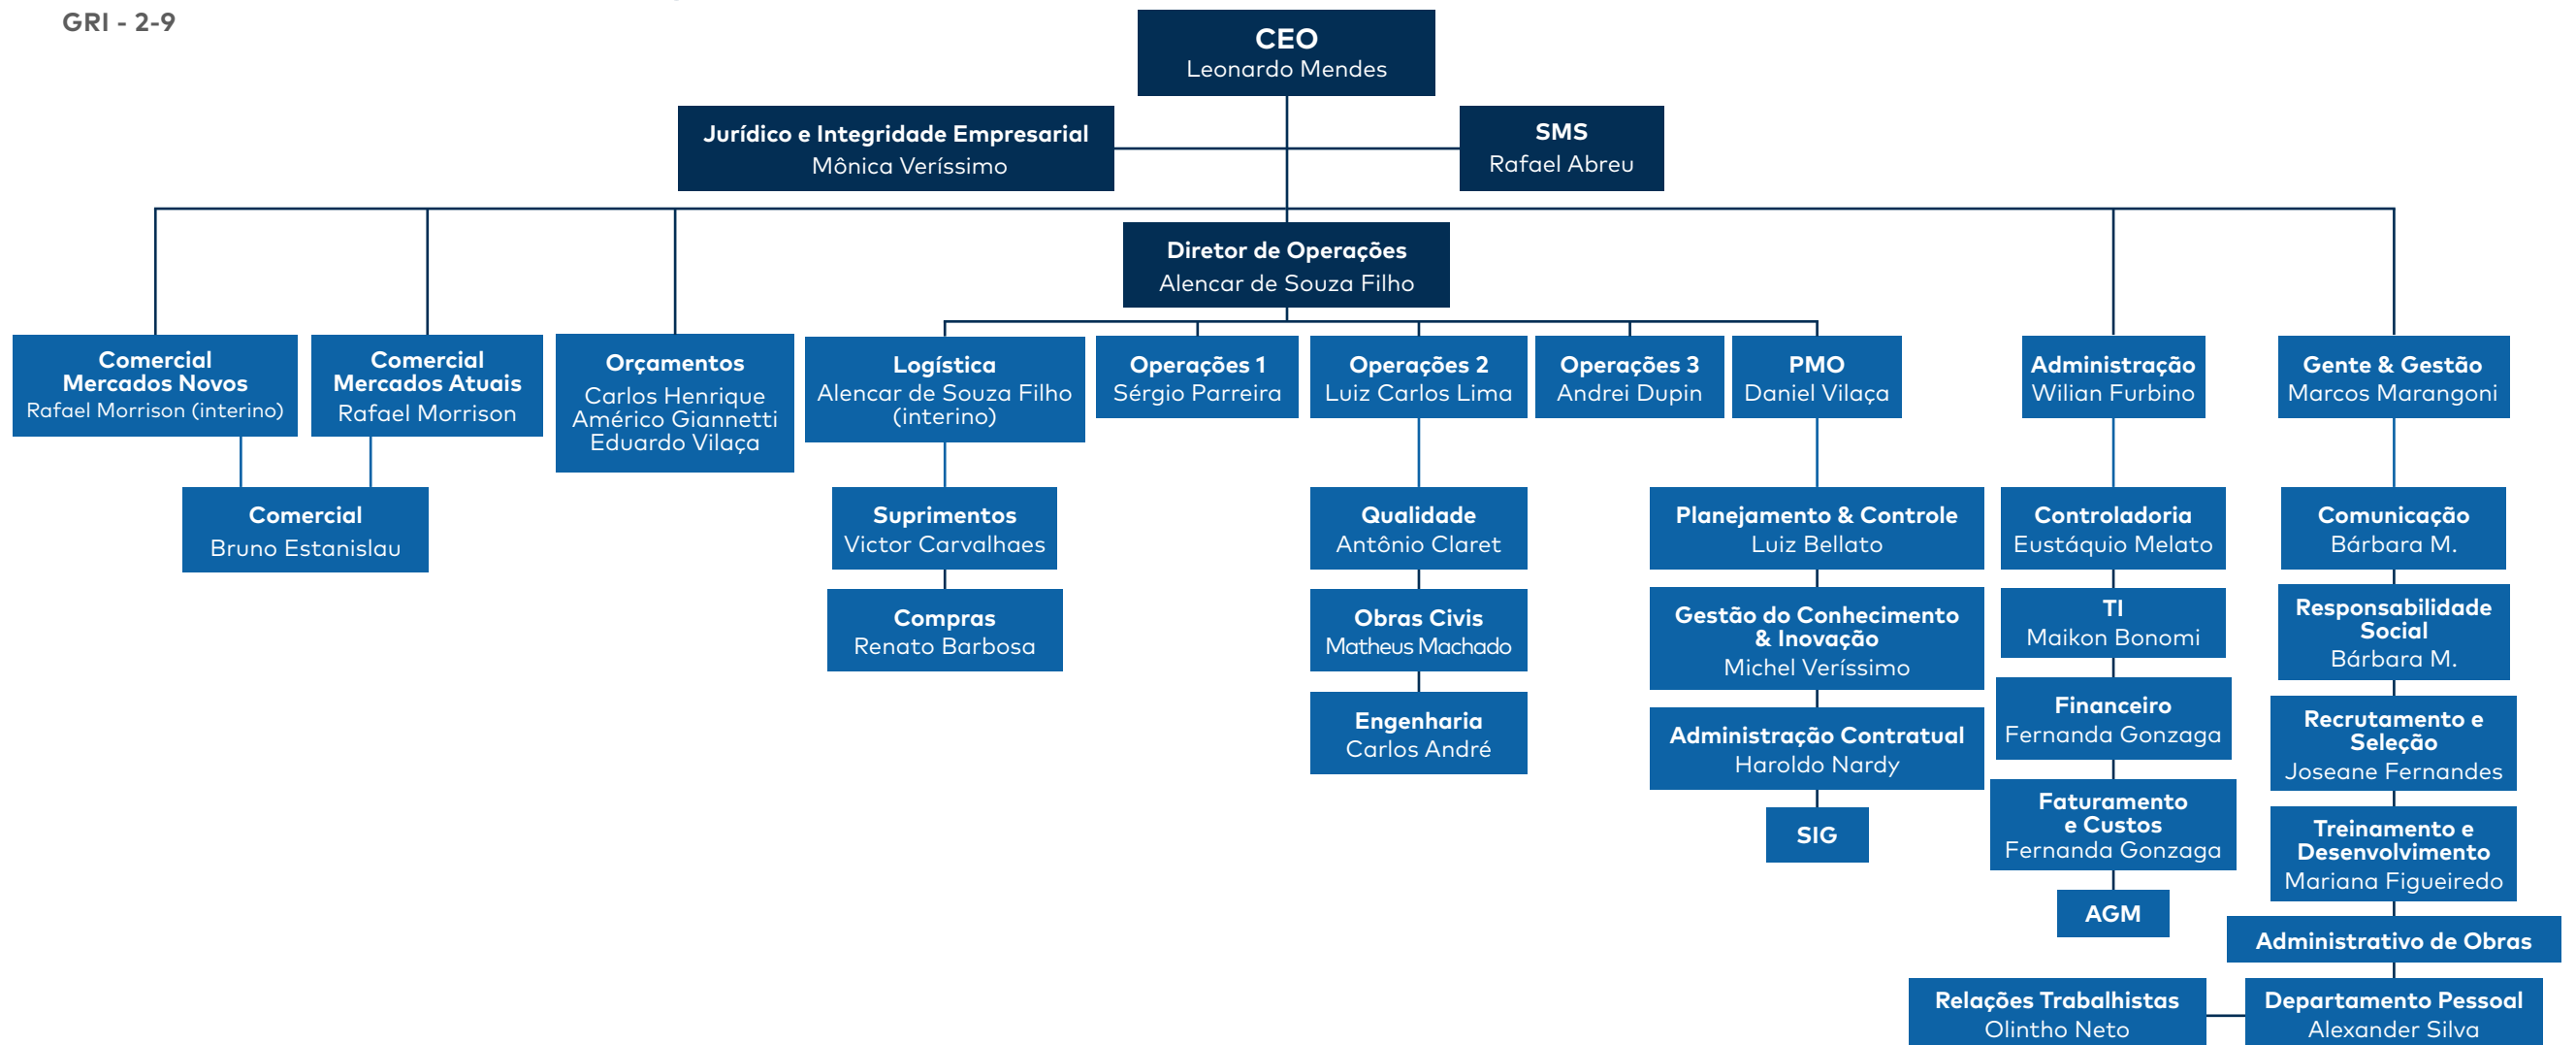 GRI - 2-9
CEO
Leonardo Mendes
Jurídico e Integridade Empresarial
Mônica Veríssimo
SMS
Rafael Abreu
Diretor de Operações
Alencar de Souza Filho
Comercial
Mercados Novos
Rafael Morrison (interino)
Comercial
Mercados Atuais
Rafael Morrison
Orçamentos
Carlos Henrique
Américo Giannetti
Eduardo Vilaça
Logística
Alencar de Souza Filho
(interino)
Operações 1
Sérgio Parreira
Operações 2
Luiz Carlos Lima
Operações 3
Andrei Dupin
PMO
Daniel Vilaça
Administração
Wilian Furbino
Gente & Gestão
Marcos Marangoni
Comercial
Bruno Estanislau
Suprimentos
Victor Carvalhaes
Compras
Renato Barbosa
Qualidade
Antônio Claret
Obras Civis
Matheus Machado
Engenharia
Carlos André
Planejamento & Controle
Luiz Bellato
Gestão do Conhecimento
& Inovação
Michel Veríssimo
Administração Contratual
Haroldo Nardy
SIG
Controladoria
Eustáquio Melato
TI
Maikon Bonomi
Financeiro
Fernanda Gonzaga
Faturamento
e Custos
Fernanda Gonzaga
AGM
Comunicação
Bárbara M.
Responsabilidade
Social
Bárbara M.
Recrutamento e
Seleção
Joseane Fernandes
Treinamento e
Desenvolvimento
Mariana Figueiredo
Administrativo de Obras
Relações Trabalhistas
Olintho Neto
Departamento Pessoal
Alexander Silva